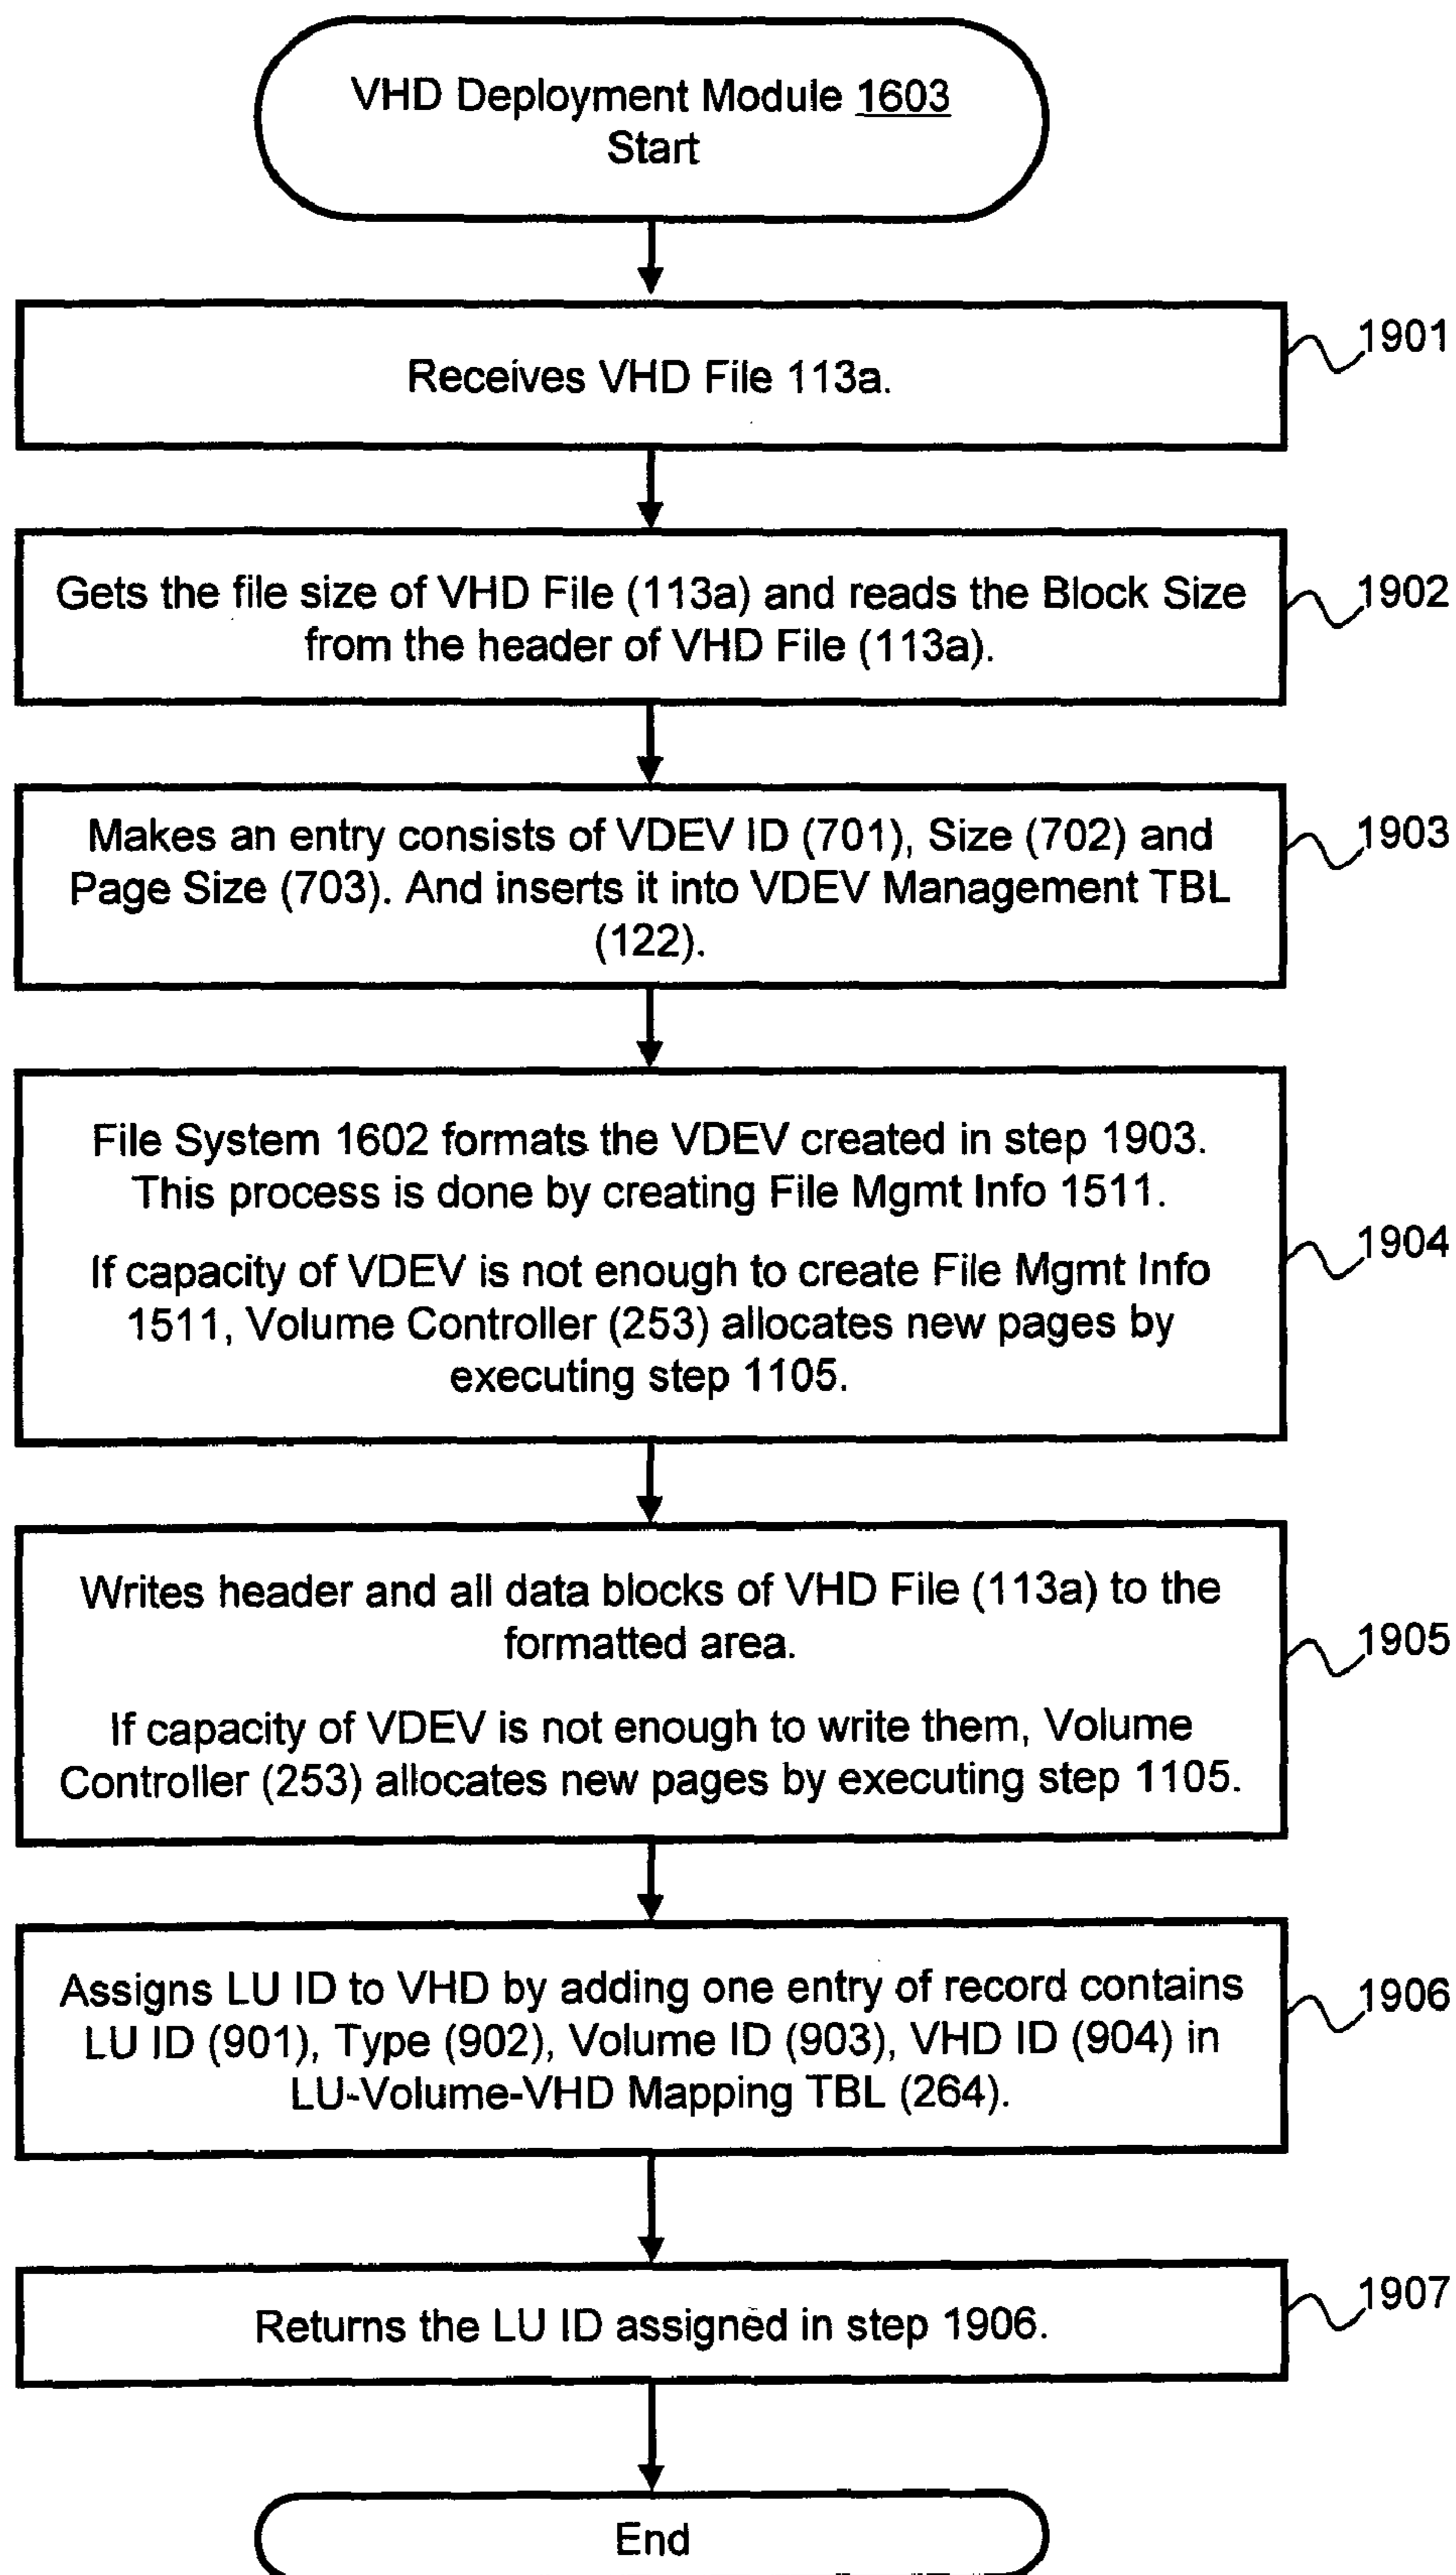 VHD Deployment Module 1603
Start
Receives VHD File 113a.
1901
Gets the file size of VHD File (113a) and reads the Block Size
from the header of VHD File (113a).
1902
Makes an entry consists of VDEV ID (701), Size (702) and
Page Size (703). And inserts it into VDEV Management TBL
(122).
1903
File System 1602 formats the VDEV created in step 1903.
This process is done by creating File Mgmt Info 1511.
If capacity of VDEV is not enough to create File Mgmt Info
1511, Volume Controller (253) allocates new pages by
executing step 1105.
1904
Writes header and all data blocks of VHD File (113a) to the
formatted area.
If capacity of VDEV is not enough to write them, Volume
Controller (253) allocates new pages by executing step 1105.
1905
Assigns LU ID to VHD by adding one entry of record contains
LU ID (901), Type (902), Volume ID (903), VHD ID (904) in
LU-Volume-VHD Mapping TBL (264).
1906
Returns the LU ID assigned in step 1906.
1907
End